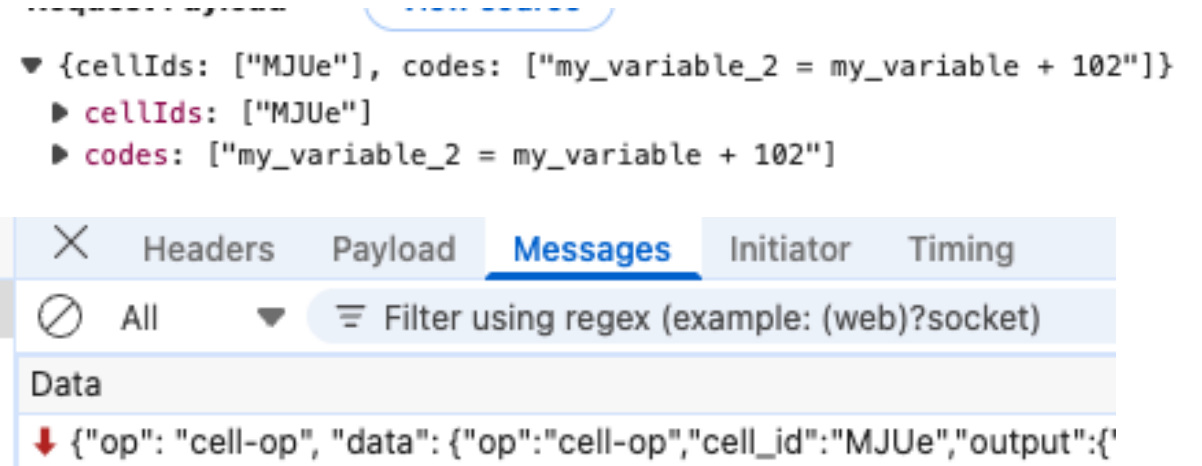 {cellIds: ["MJUe"], codes: ["my_variable_2 = my_variable + 102"]}
cellIds: ["MJUe"]
codes: ["my_variable_2 = my_variable + 102"]
Headers Payload Messages Initiator Timing
All Filter using regex (example: (web)?socket)
Data
{"op": "cell-op", "data": {"op":"cell-op","cell_id":"MJUe","output":{"